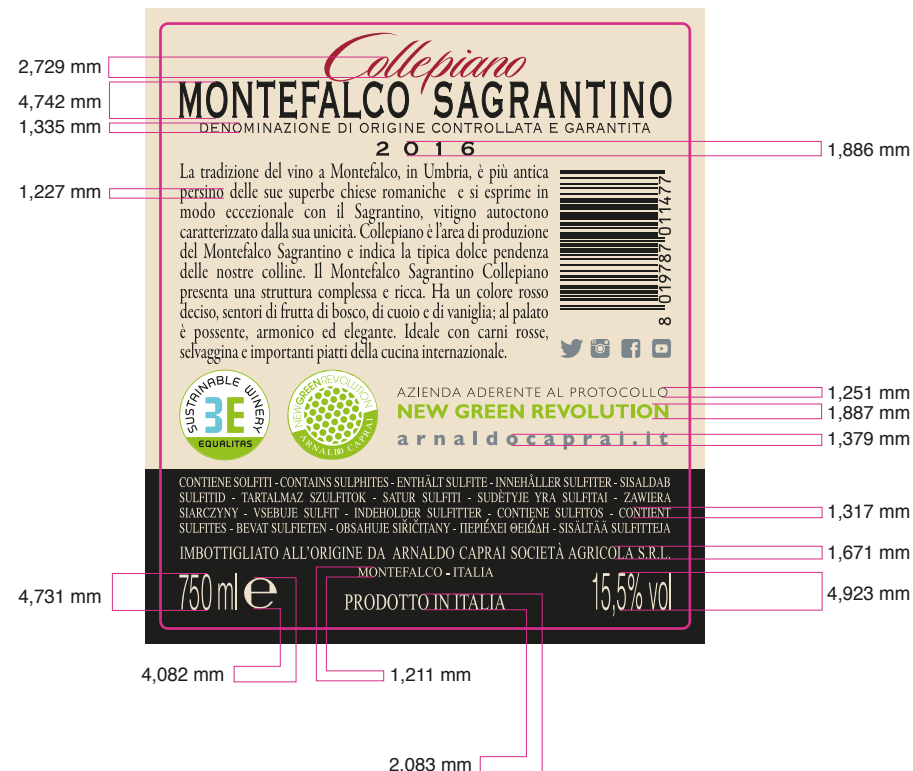 Collepiano
2,729 mm
MONTEFALCO SAGRANTINO
4,742 mm
DENOMINAZIONE DI ORIGINE CONTROLLATA E GARANTITA
1,335 mm
2016
1,886 mm
La tradizione del vino a Montefalco, in Umbria, è più antica
persino delle sue superbe chiese romaniche e si esprime in
1,227 mm
modo eccezionale con il Sagrantino, vitigno autoctono
caratterizzato dalla sua unicità. Collepiano è l'area di produzione
del Montefalco Sagrantino e indica la tipica dolce pendenza
delle nostre colline. Il Montefalco Sagrantino Collepiano
presenta una struttura complessa e ricca. Ha un colore rosso
deciso, sentori di frutta di bosco, di cuoio e di vaniglia; al palato
è possente, armonico ed elegante. Ideale con carni rosse,
selvaggina e importanti piatti della cucina internazionale.
8 019787 011477
SUSTAINABLE WINERY
3E
EQUALITAS
NEWGREENREVOLUTION
ARNALDO CAPRAI
AZIENDA ADERENTE AL PROTOCOLLO
1,251 mm
NEW GREEN REVOLUTION
1,887 mm
arnaldocaprai.it
1,379 mm
CONTIENE SOLFITI - CONTAINS SULPHITES - ENTHÄLT SULFITE - INNEHÅLLER SULFITER - SISALDAB
SULFITID - TARTALMAZ SZULFITOK - SATUR SULFITI - SUDĖTYJE YRA SULFITAI - ZAWIERA
SIARCZYNY - VSEBUJE SULFIT - INDEHOLDER SULFITTER - CONTIENE SULFITOS - CONTIENT
1,317 mm
SULFITES - BEVAT SULFIETEN - OBSAHUJE SIŘIČITANY - ΠΕΡΙΈΧΕΙ ΘΕΙΏΔΗ - SISÄLTÄÄ SULFITTEJA
IMBOTTIGLIATO ALL'ORIGINE DA ARNALDO CAPRAI SOCIETÀ AGRICOLA S.R.L.
1,671 mm
MONTEFALCO - ITALIA
4,731 mm
750 ml e
PRODOTTO IN ITALIA
15,5% vol
4,923 mm
4,082 mm
1,211 mm
2,083 mm